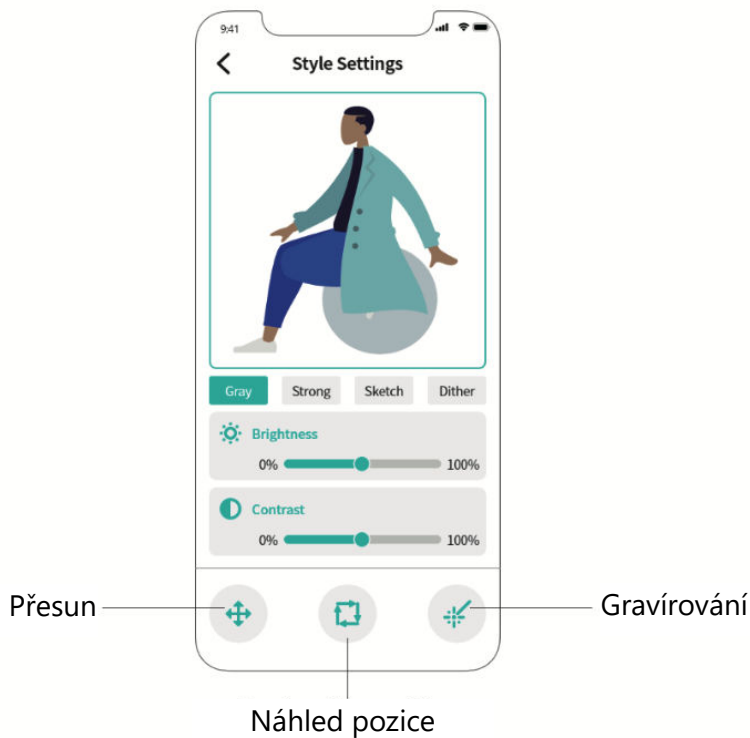 9:41
Style Settings
Gray Strong Sketch Dither
Brightness
0% 100%
Contrast
0% 100%
Přesun
Gravírování
Náhled pozice